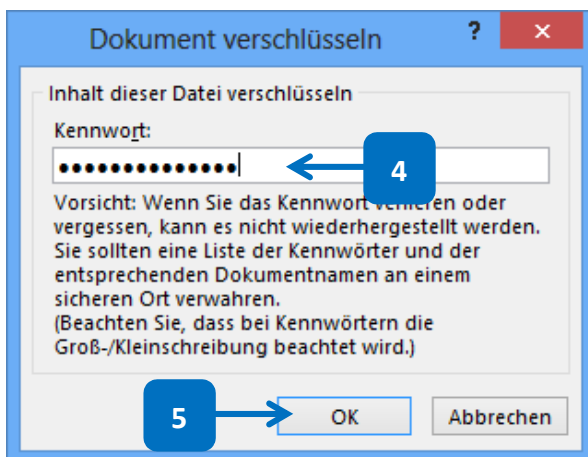 Dokument verschlüsseln ? ×
Inhalt dieser Datei verschlüsseln
Kennwort:
●●●●●●●●●●●●●●
4
Vorsicht: Wenn Sie das Kennwort verlieren oder
vergessen, kann es nicht wiederhergestellt werden.
Sie sollten eine Liste der Kennwörter und der
entsprechenden Dokumentnamen an einem
sicheren Ort verwahren.
(Beachten Sie, dass bei Kennwörtern die
Groß-/Kleinschreibung beachtet wird.)
5
OK Abbrechen